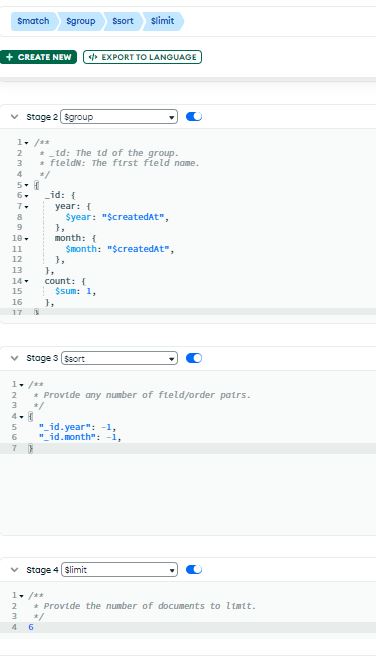 $match $group $sort $limit
+ CREATE NEW </> EXPORT TO LANGUAGE
Stage 2 $group
1 /**
2 * _id: The id of the group.
3 * fieldN: The first field name.
4 */
5 {
6 _id: {
7 year: {
8 $year: "$createdAt",
9 },
10 month: {
11 $month: "$createdAt",
12 },
13 },
14 count: {
15 $sum: 1,
16 },
17 }
Stage 3 $sort
1 /**
2 * Provide any number of field/order pairs.
3 */
4 {
5 "_id.year": -1,
6 "_id.month": -1,
7 }
Stage 4 $limit
1 /**
2 * Provide the number of documents to limit.
3 */
4 6